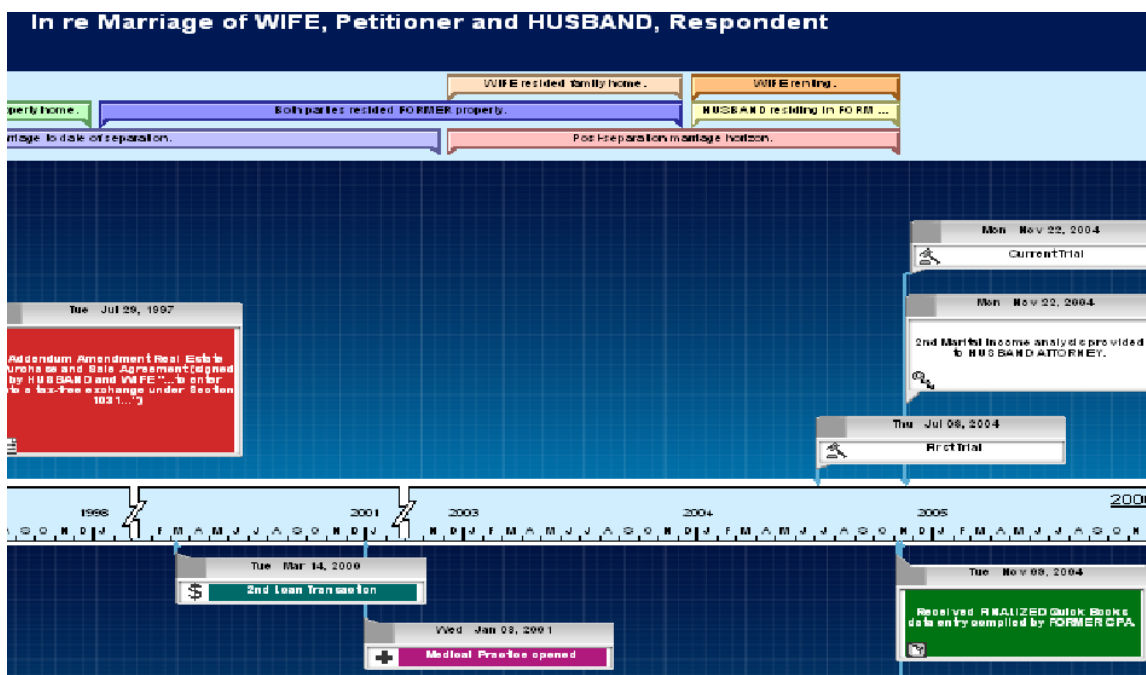 In re Marriage of WIFE, Petitioner and HUSBAND, Respondent
WIFE resided family home.
WIFE renting.
operty home.
Both parties resided FORMER property.
HUSBAND residing in FORM ...
rriage to date of separation.
Post-separation marriage horizon.
Mon Nov 22, 2004
Current Trial
Tue Jul 29, 1997
Addendum Amendment Real Estate
urchase and Sale Agreement (signed
by HUSBAND and WIFE "...to enter
to a tax-free exchange under Section
1031...")
Mon Nov 22, 2004
2nd Marital Income analysis provided
to HUSBAND ATTORNEY.
Thu Jul 08, 2004
First Trial
1998 2001 2003 2004 2005 200
S O N D J F M A M J J A S O N D J N D J F M A M J J A S O N D J F M A M J J A S O N D J F M A M J J A S O N
Tue Mar 14, 2000
$ 2nd Loan Transaction
Wed Jan 03, 2001
Medical Practice opened
Tue Nov 09, 2004
Received FINALIZED Quick Books
data entry compiled by FORMER CPA.